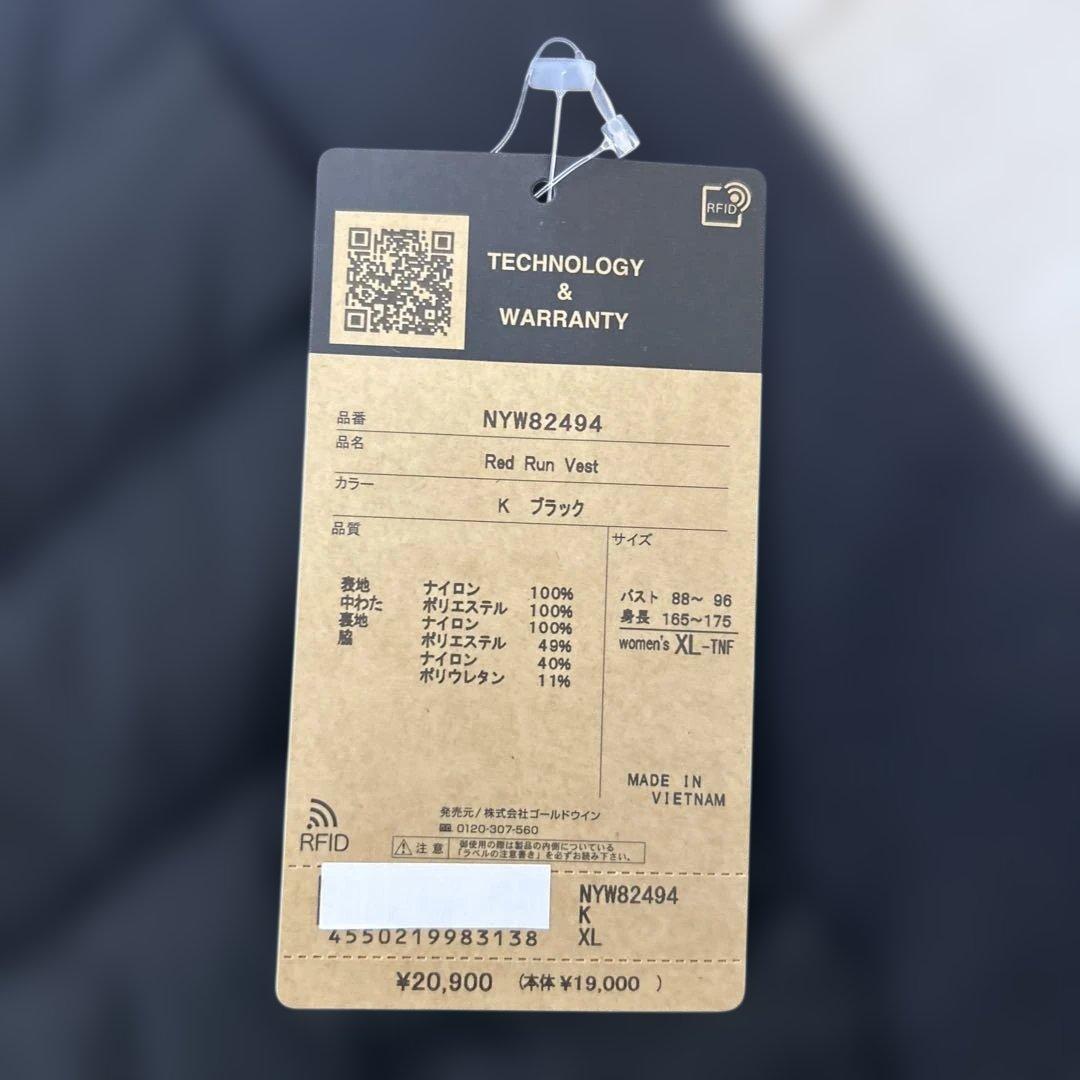 RFID
TECHNOLOGY
&
WARRANTY
品番 NYW82494
品名
Red Run Vest
カラー
K ブラック
品質
サイズ
表地 ナイロン 100%
中わた ポリエステル 100%
裏地 ナイロン 100%
脇 ポリエステル 49%
ナイロン 40%
ポリウレタン 11%
バスト 88～ 96
身長 165～175
women's XL-TNF
MADE IN
VIETNAM
発売元/株式会社ゴールドウイン
0120-307-560
RFID
注意
御使用の際は製品の内側についている
「ラベルの注意書き」を必ずお読み下さい。
NYW82494
K
XL
4550219983138
¥20,900 (本体¥19,000 )